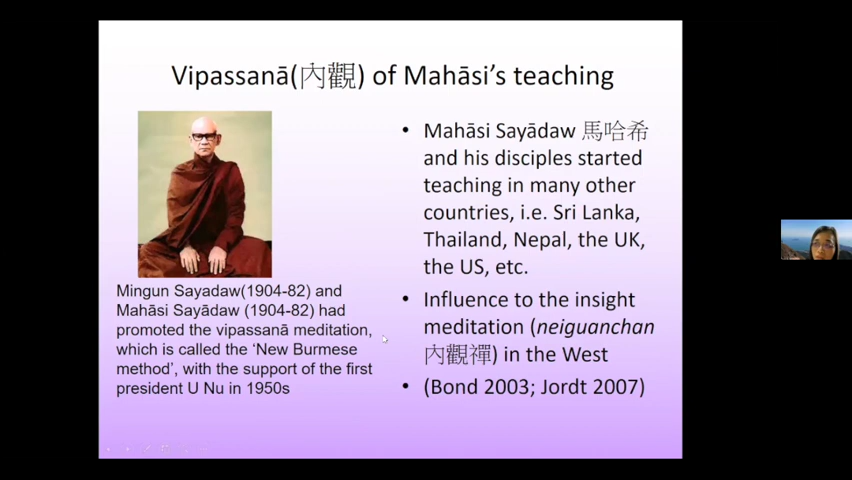 Vipassanā(內觀) of Mahāsi's teaching
Mingun Sayadaw(1904-82) and
Mahāsi Sayādaw (1904-82) had
promoted the vipassanā meditation,
which is called the 'New Burmese
method', with the support of the first
president U Nu in 1950s
• Mahāsi Sayādaw 馬哈希
and his disciples started
teaching in many other
countries, i.e. Sri Lanka,
Thailand, Nepal, the UK,
the US, etc.
• Influence to the insight
meditation (neiguanchan
內觀禪) in the West
• (Bond 2003; Jordt 2007)